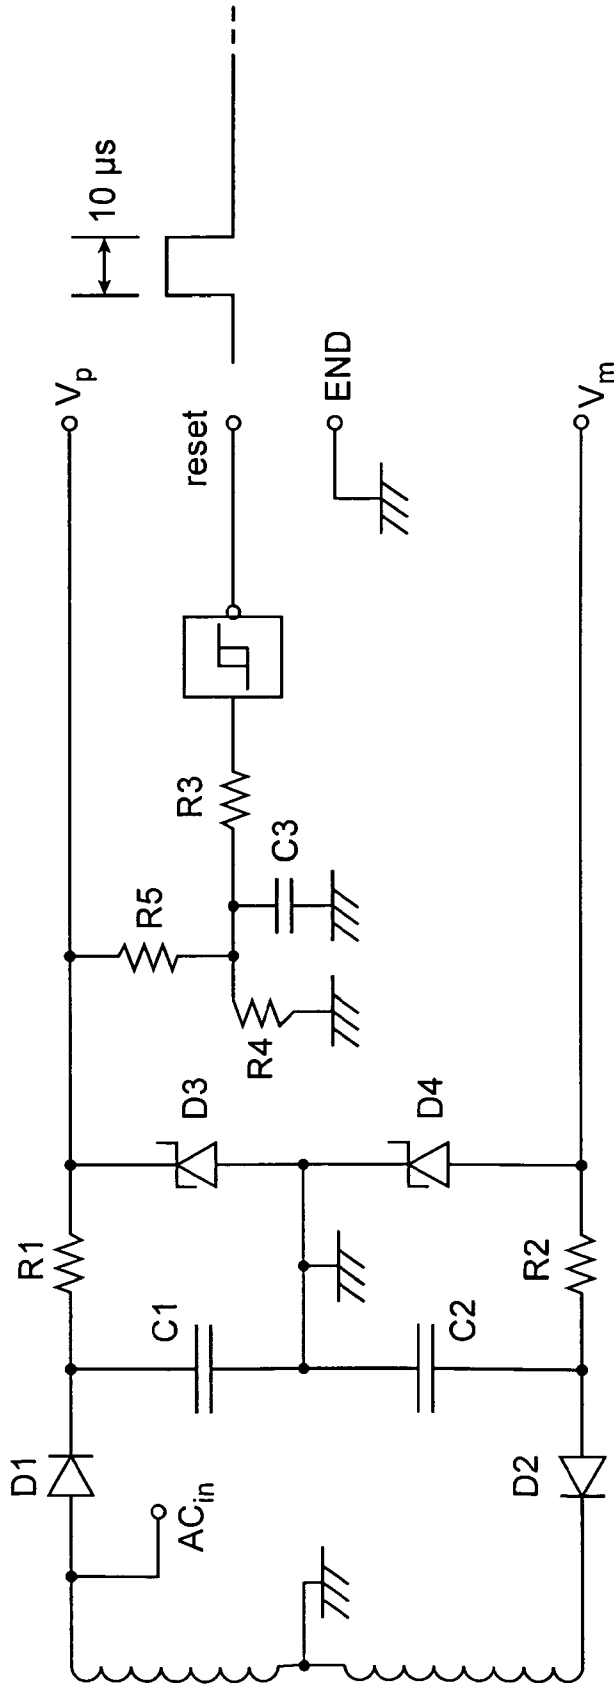 10 µs
V_p
reset
END
V_m
R3
C3
R5
R4
D3
D4
R1
C1
C2
R2
D1
AC_in
D2